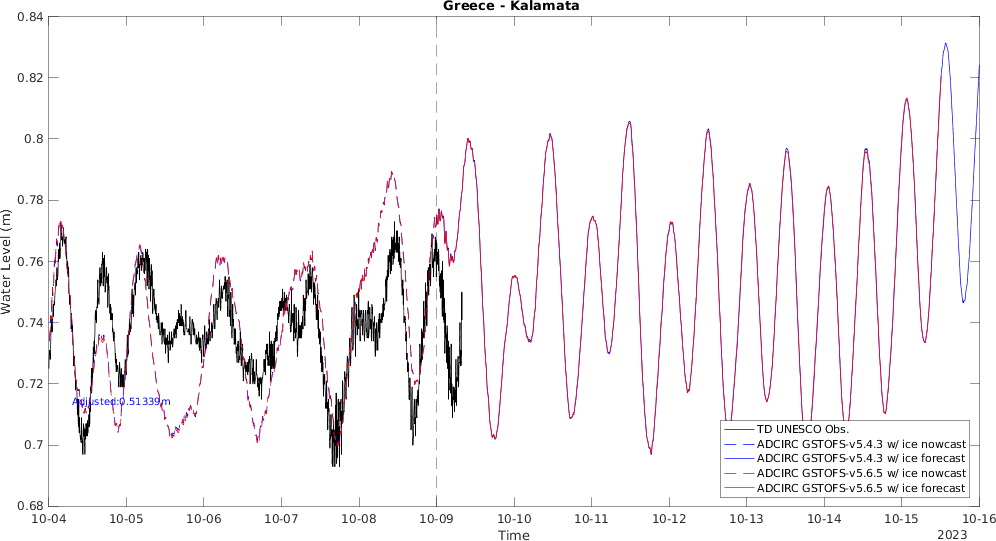 Greece - Kalamata
0.84
0.82
0.8
0.78
0.76
0.74
0.72
0.7
0.68
Water Level (m)
Adjusted:0.51339m
TD UNESCO Obs.
ADCIRC GSTOFS-v5.4.3 w/ ice nowcast
ADCIRC GSTOFS-v5.4.3 w/ ice forecast
ADCIRC GSTOFS-v5.6.5 w/ ice nowcast
ADCIRC GSTOFS-v5.6.5 w/ ice forecast
10-04 10-05 10-06 10-07 10-08 10-09 10-10 10-11 10-12 10-13 10-14 10-15 10-16
Time
2023